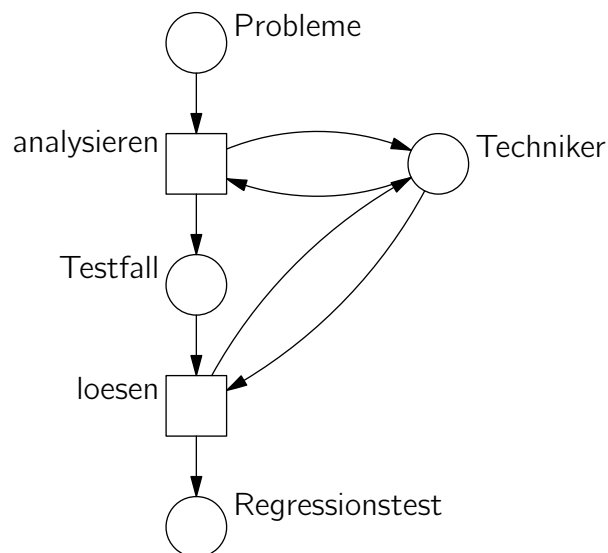 Probleme
analysieren
Techniker
Testfall
loesen
Regressionstest